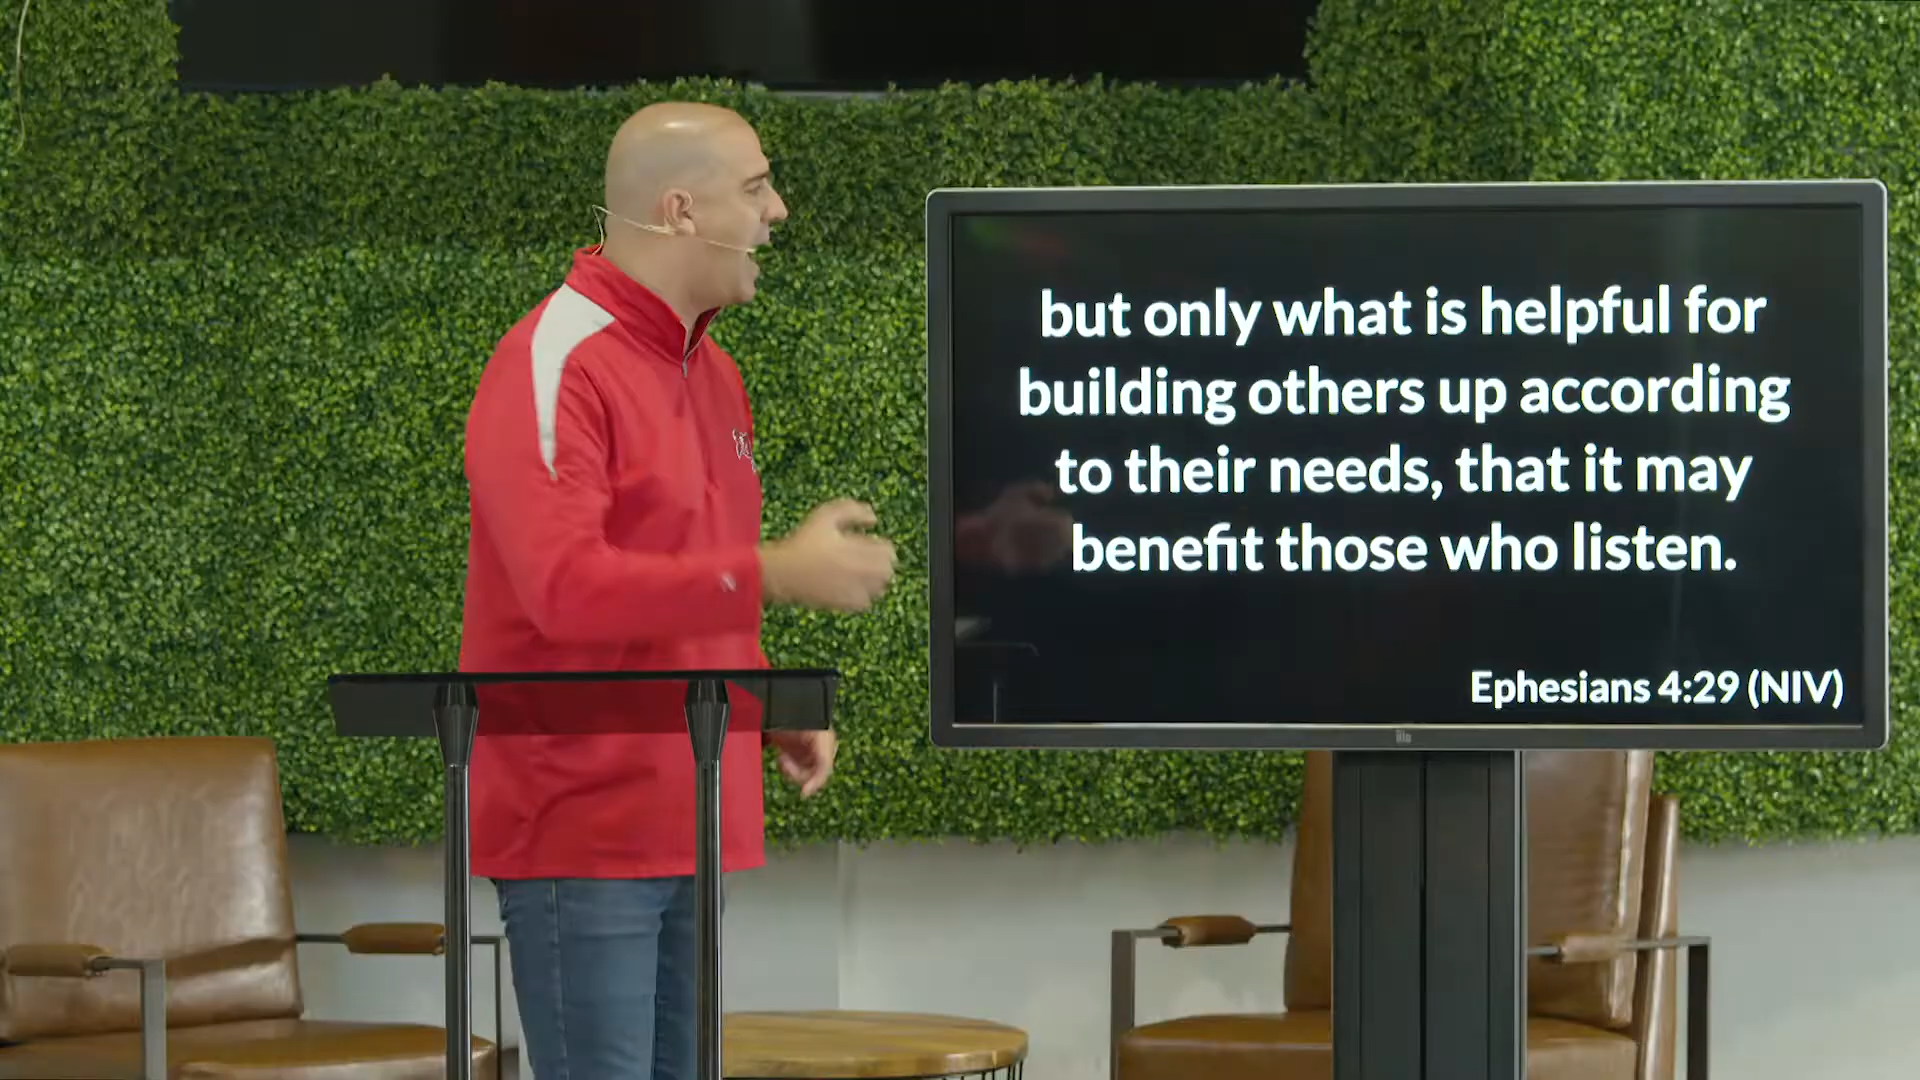 but only what is helpful for
building others up according
to their needs, that it may
benefit those who listen.
Ephesians 4:29 (NIV)